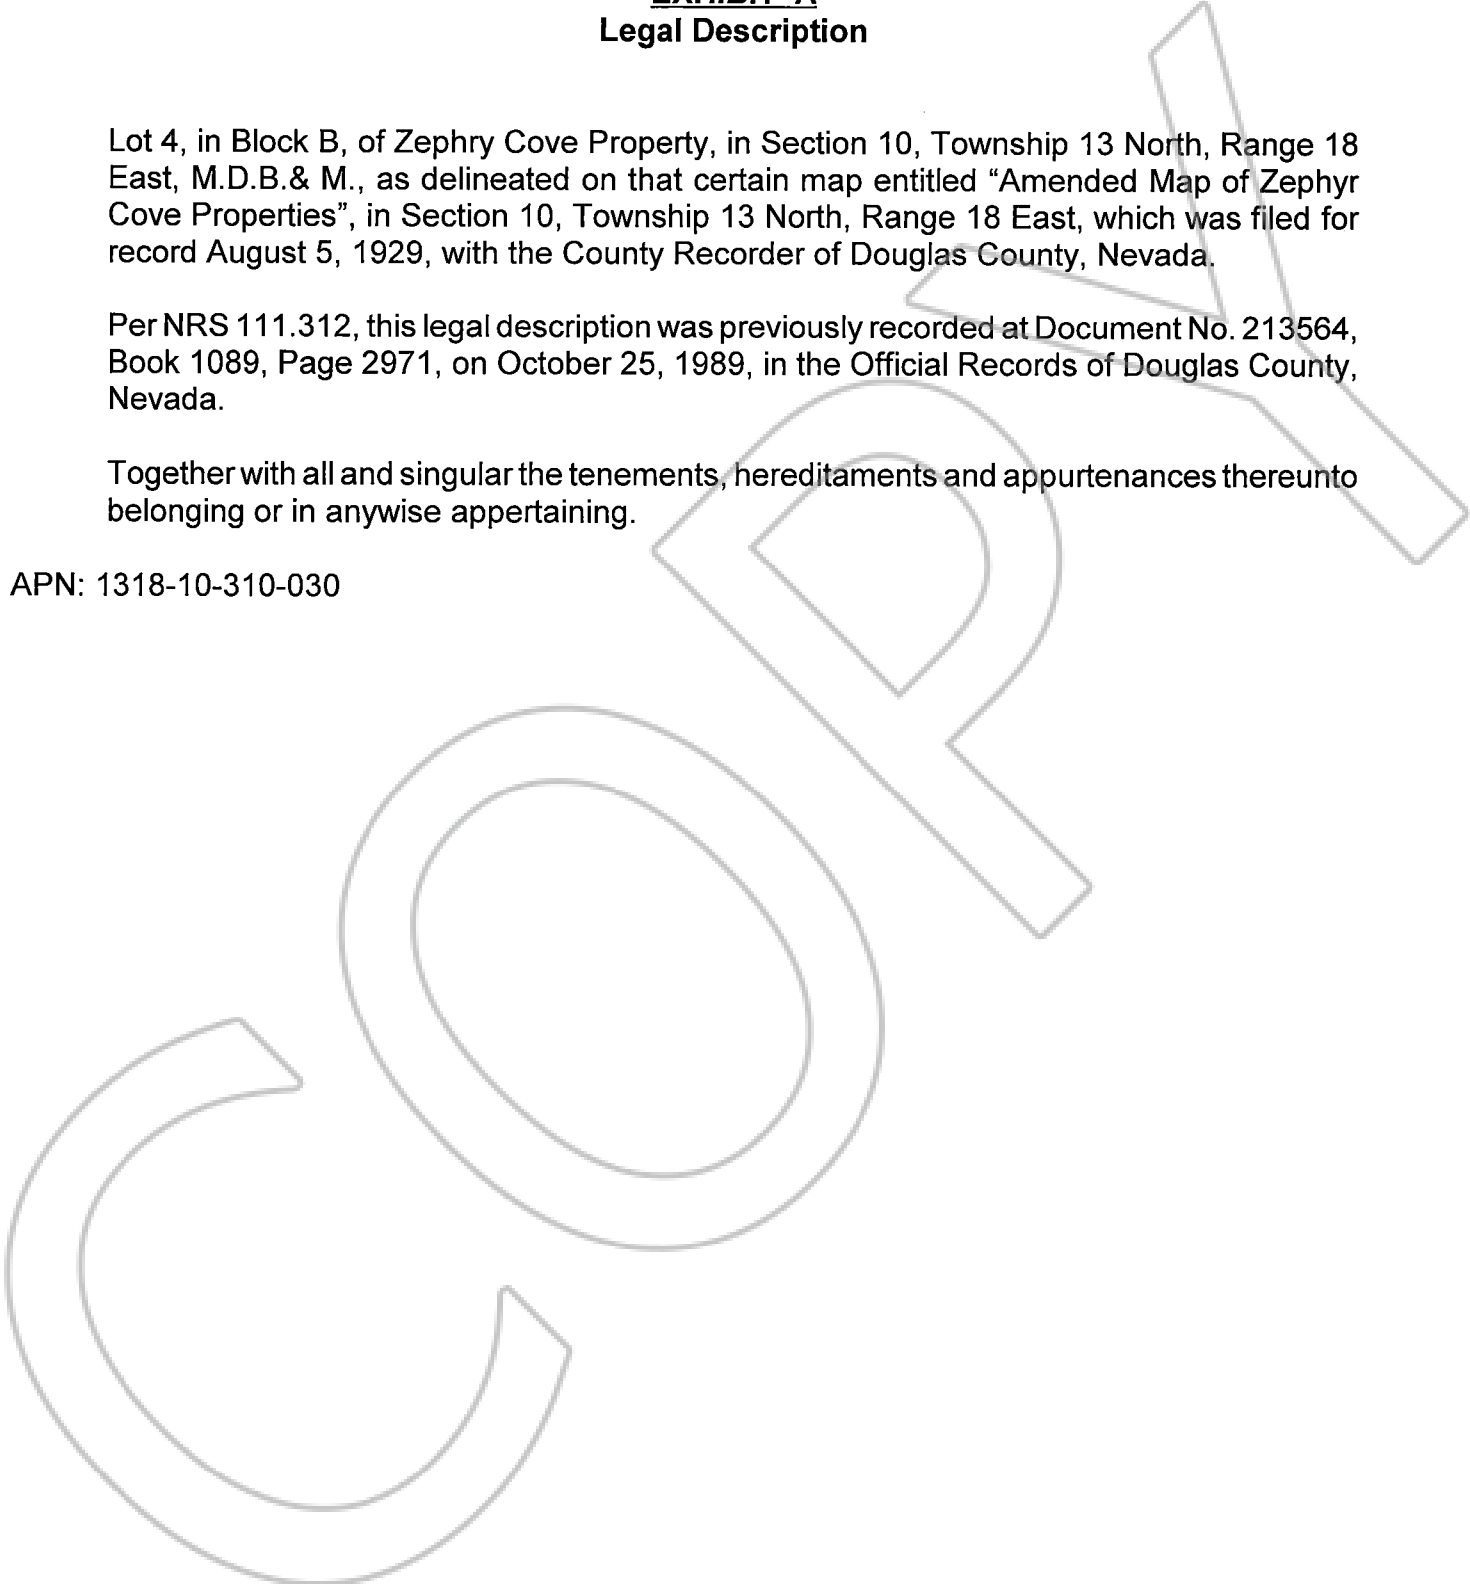 EXHIBIT "A"
Legal Description
Lot 4, in Block B, of Zephry Cove Property, in Section 10, Township 13 North, Range 18
East, M.D.B.& M., as delineated on that certain map entitled “Amended Map of Zephyr
Cove Properties”, in Section 10, Township 13 North, Range 18 East, which was filed for
record August 5, 1929, with the County Recorder of Douglas County, Nevada.
Per NRS 111.312, this legal description was previously recorded at Document No. 213564,
Book 1089, Page 2971, on October 25, 1989, in the Official Records of Douglas County,
Nevada.
Together with all and singular the tenements, hereditaments and appurtenances thereunto
belonging or in anywise appertaining.
APN: 1318-10-310-030
COPY